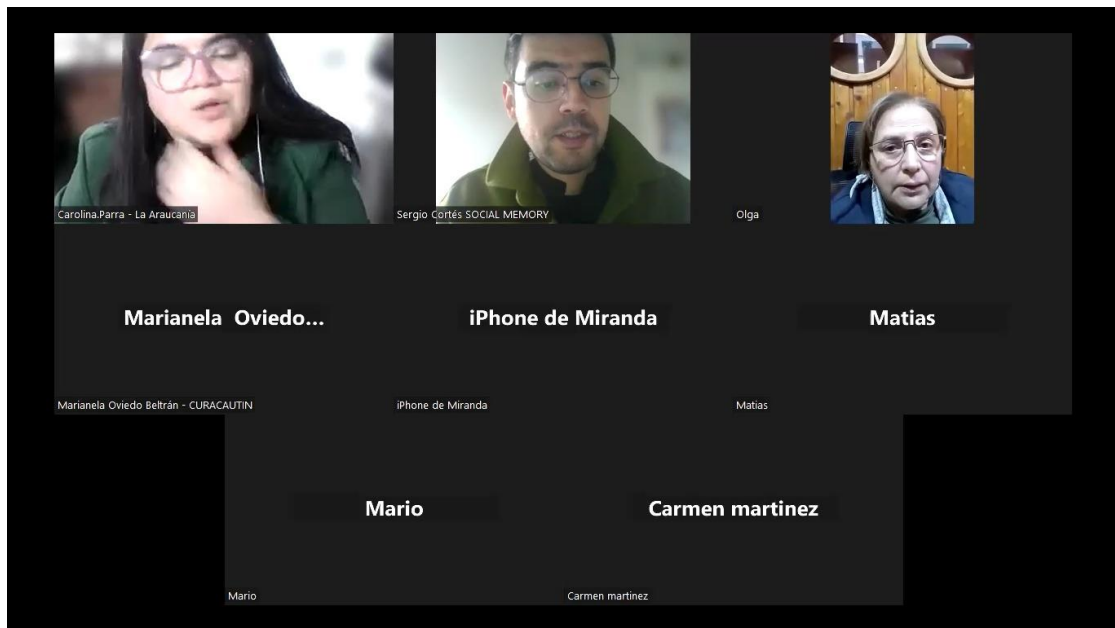 Carolina.Parra - La Araucanía
Sergio Cortés SOCIAL MEMORY
Olga
Marianela Oviedo...
iPhone de Miranda
Matias
Marianela Oviedo Beltrán - CURACAUTIN
iPhone de Miranda
Matias
Mario
Carmen martinez
Mario
Carmen martinez